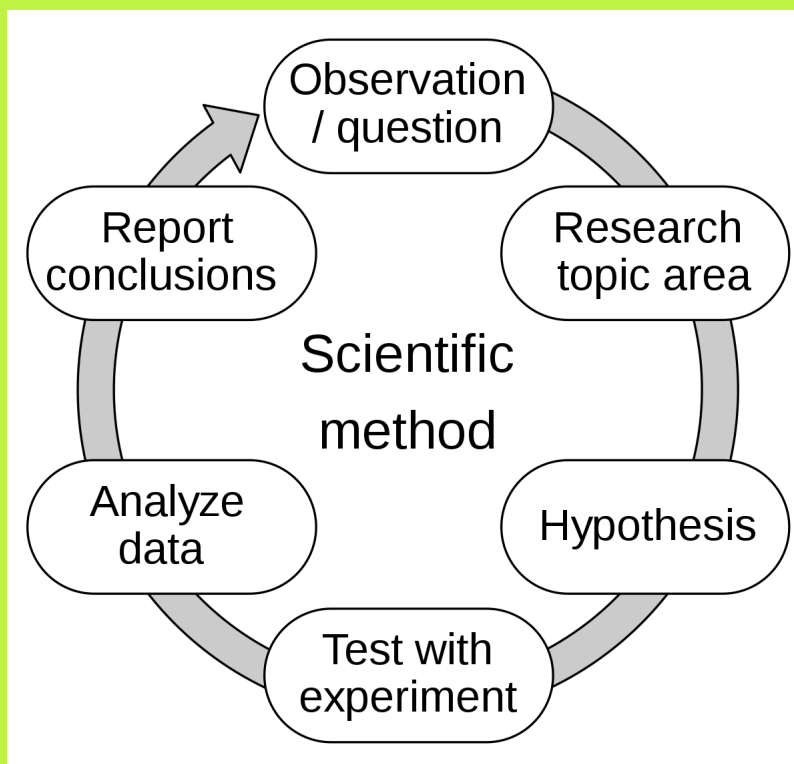 Observation
/ question
Research
topic area
Hypothesis
Test with
experiment
Analyze
data
Report
conclusions
Scientific
method